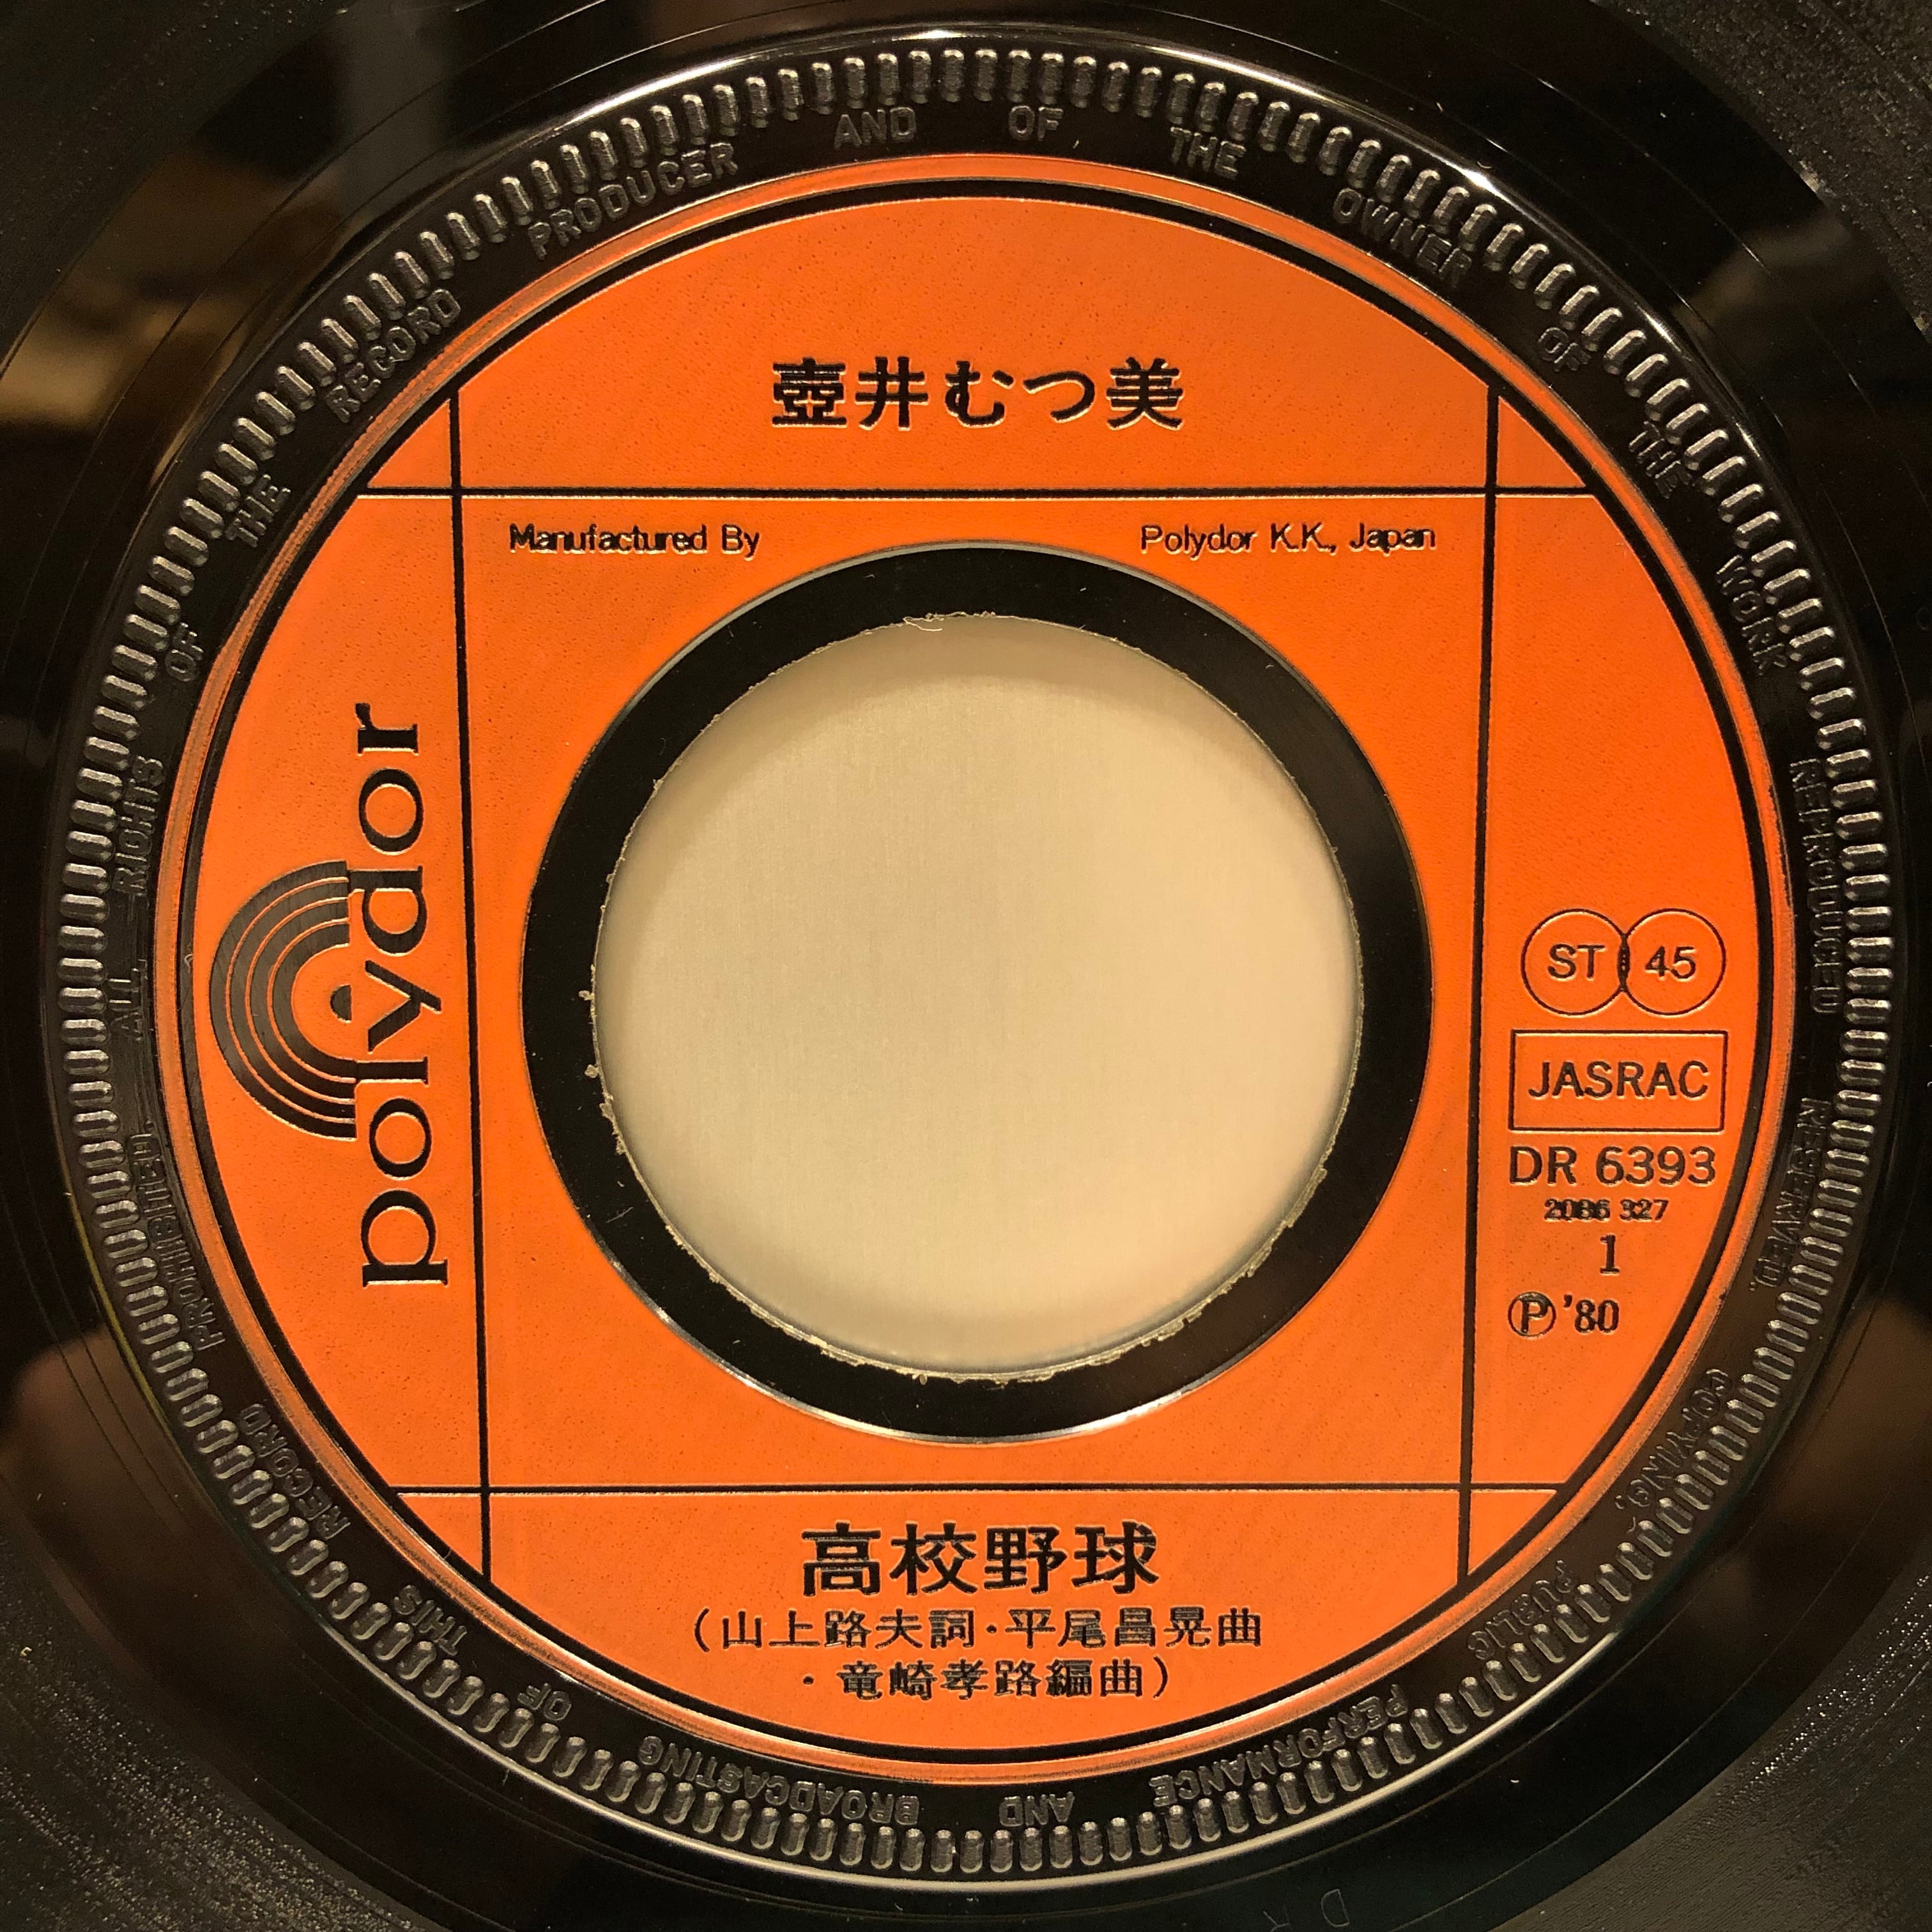 壺井むつ美
Manufactured By
Polydor K.K., Japan
polydor
ST 45
JASRAC
DR 6393
2086 327
1
Ⓟ '80
高校野球
(山上路夫詞・平尾昌晃曲
・竜崎孝路編曲)
ALL RIGHTS OF THE RECORD PRODUCER AND OF THE OWNER OF THE WORK REPRODUCED RESERVED. COPYING, PUBLIC PERFORMANCE AND BROADCASTING OF THIS RECORD PROHIBITED.